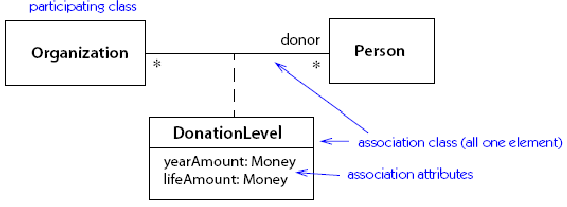 participating class
Organization
donor
Person
*
*
DonationLevel
yearAmount: Money
lifeAmount: Money
association class (all one element)
association attributes